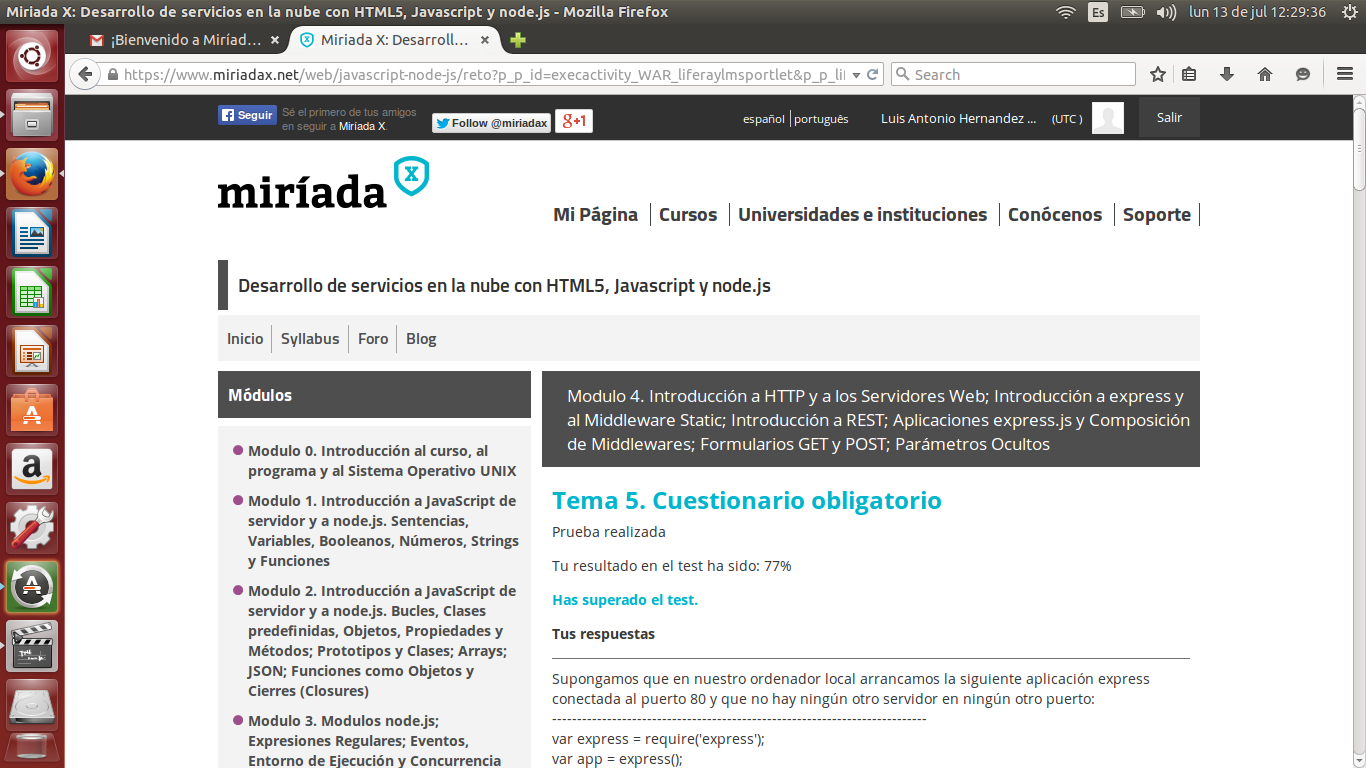 Miriada X: Desarrollo de servicios en la nube con HTML5, Javascript y node.js - Mozilla Firefox
Es
lun 13 de jul 12:29:36
¡Bienvenido a Miríad...
Miriada X: Desarroll...
https://www.miriadax.net/web/javascript-node-js/reto?p_p_id=execactivity_WAR_liferaylmsportlet&p_p_li
Search
Seguir
Sé el primero de tus amigos
en seguir a Miríada X.
Follow @miriadax
g+1
español
português
Luis Antonio Hernandez ...
(UTC )
Salir
miríada X
Mi Página
Cursos
Universidades e instituciones
Conócenos
Soporte
Desarrollo de servicios en la nube con HTML5, Javascript y node.js
Inicio
Syllabus
Foro
Blog
Módulos
Modulo 0. Introducción al curso, al
programa y al Sistema Operativo UNIX
Modulo 1. Introducción a JavaScript de
servidor y a node.js. Sentencias,
Variables, Booleanos, Números, Strings
y Funciones
Modulo 2. Introducción a JavaScript de
servidor y a node.js. Bucles, Clases
predefinidas, Objetos, Propiedades y
Métodos; Prototipos y Clases; Arrays;
JSON; Funciones como Objetos y
Cierres (Closures)
Modulo 3. Modulos node.js;
Expresiones Regulares; Eventos,
Entorno de Ejecución y Concurrencia
Modulo 4. Introducción a HTTP y a los Servidores Web; Introducción a express y
al Middleware Static; Introducción a REST; Aplicaciones express.js y Composición
de Middlewares; Formularios GET y POST; Parámetros Ocultos
Tema 5. Cuestionario obligatorio
Prueba realizada
Tu resultado en el test ha sido: 77%
Has superado el test.
Tus respuestas
Supongamos que en nuestro ordenador local arrancamos la siguiente aplicación express
conectada al puerto 80 y que no hay ningún otro servidor en ningún otro puerto:
---------------------------------------------------------------------------
var express = require('express');
var app = express();